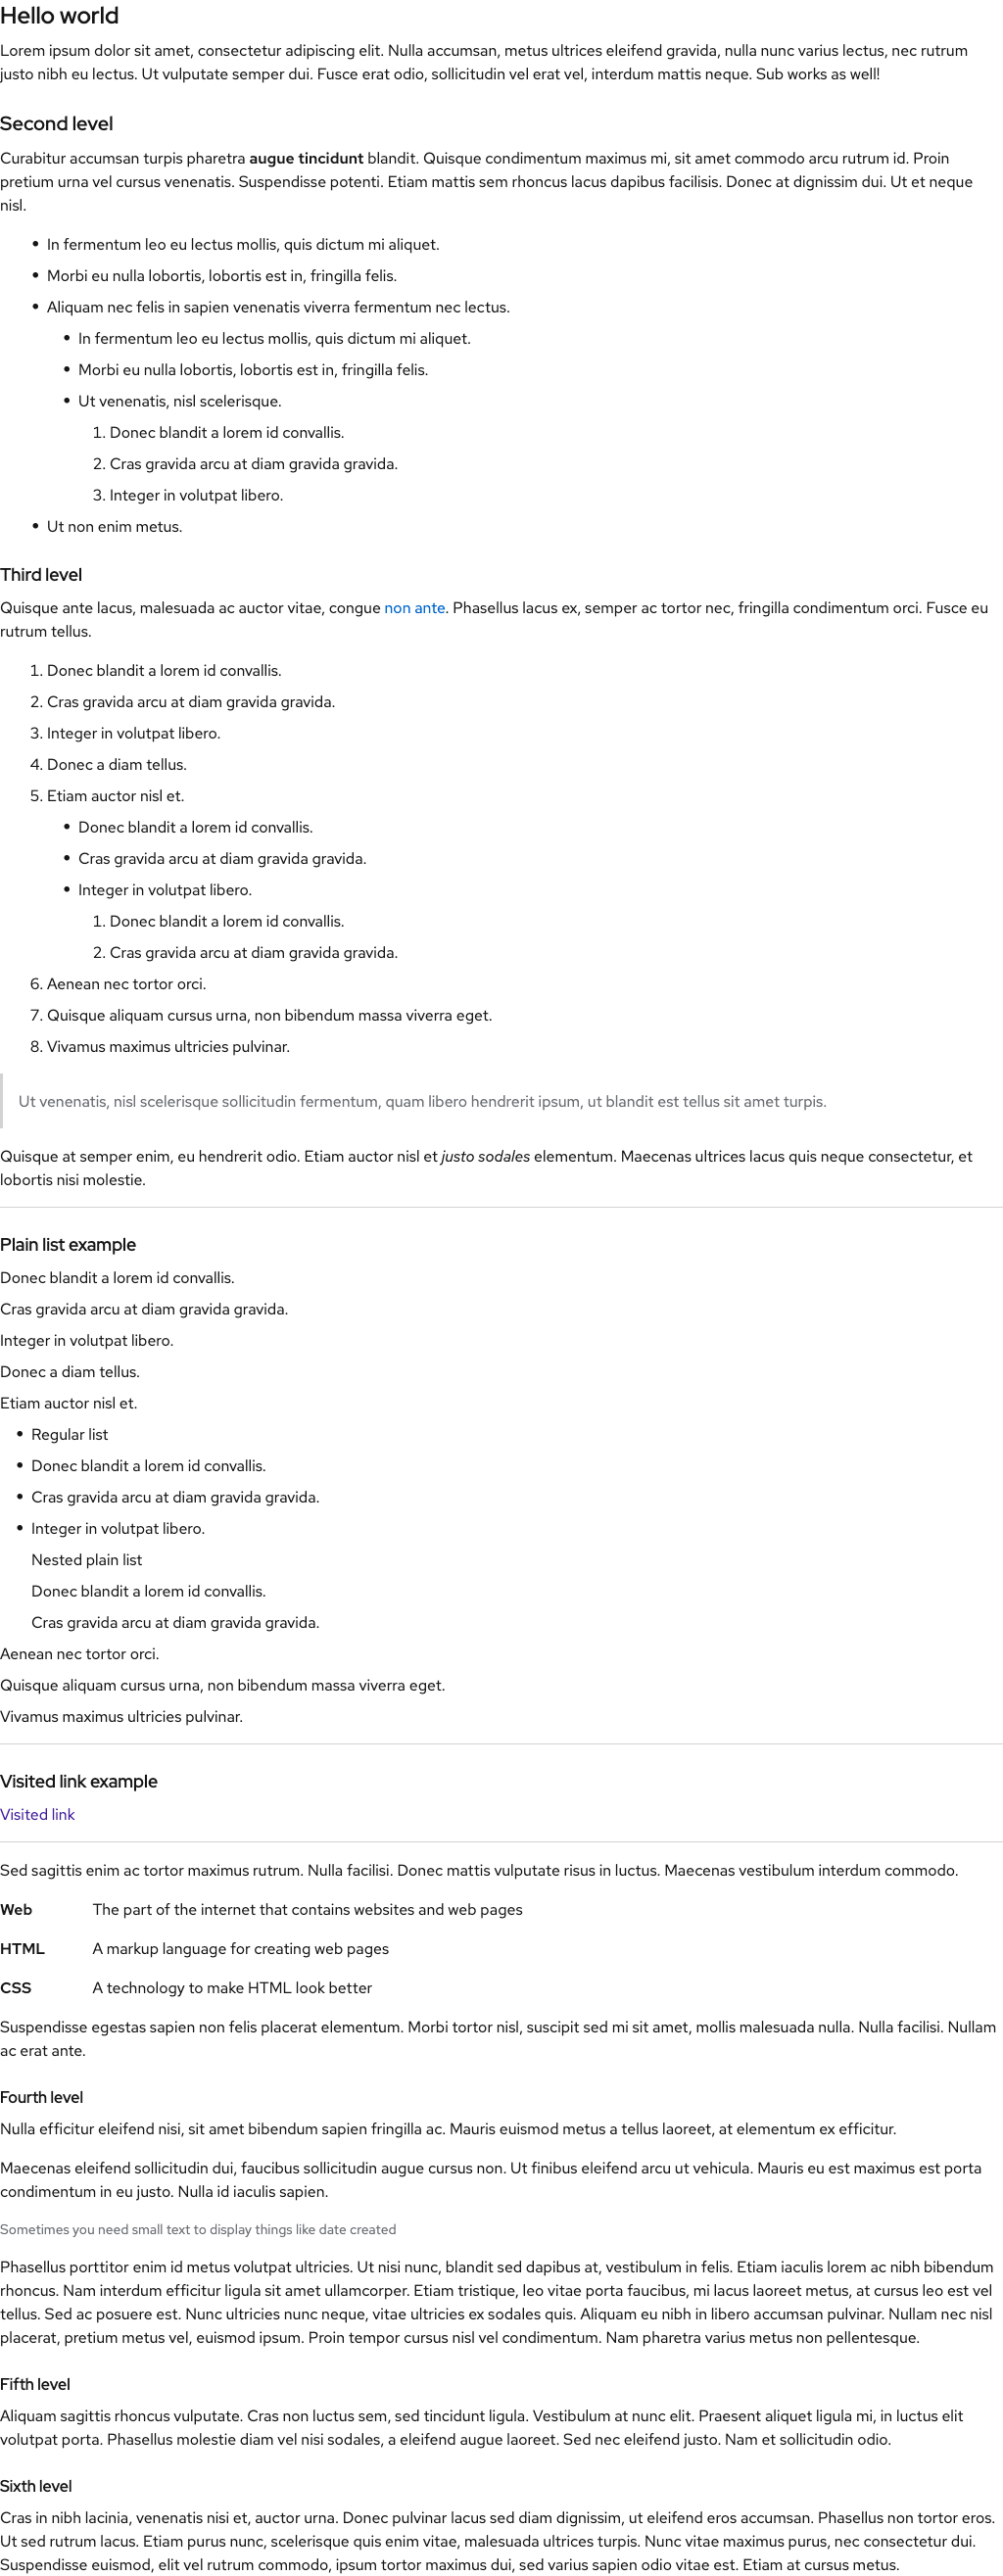 Hello world
Lorem ipsum dolor sit amet, consectetur adipiscing elit. Nulla accumsan, metus ultrices eleifend gravida, nulla nunc varius lectus, nec rutrum
justo nibh eu lectus. Ut vulputate semper dui. Fusce erat odio, sollicitudin vel erat vel, interdum mattis neque. Sub works as well!
Second level
Curabitur accumsan turpis pharetra augue tincidunt blandit. Quisque condimentum maximus mi, sit amet commodo arcu rutrum id. Proin
pretium urna vel cursus venenatis. Suspendisse potenti. Etiam mattis sem rhoncus lacus dapibus facilisis. Donec at dignissim dui. Ut et neque
nisl.
• In fermentum leo eu lectus mollis, quis dictum mi aliquet.
• Morbi eu nulla lobortis, lobortis est in, fringilla felis.
• Aliquam nec felis in sapien venenatis viverra fermentum nec lectus.
• In fermentum leo eu lectus mollis, quis dictum mi aliquet.
• Morbi eu nulla lobortis, lobortis est in, fringilla felis.
• Ut venenatis, nisl scelerisque.
1. Donec blandit a lorem id convallis.
2. Cras gravida arcu at diam gravida gravida.
3. Integer in volutpat libero.
• Ut non enim metus.
Third level
Quisque ante lacus, malesuada ac auctor vitae, congue non ante. Phasellus lacus ex, semper ac tortor nec, fringilla condimentum orci. Fusce eu
rutrum tellus.
1. Donec blandit a lorem id convallis.
2. Cras gravida arcu at diam gravida gravida.
3. Integer in volutpat libero.
4. Donec a diam tellus.
5. Etiam auctor nisl et.
• Donec blandit a lorem id convallis.
• Cras gravida arcu at diam gravida gravida.
• Integer in volutpat libero.
1. Donec blandit a lorem id convallis.
2. Cras gravida arcu at diam gravida gravida.
6. Aenean nec tortor orci.
7. Quisque aliquam cursus urna, non bibendum massa viverra eget.
8. Vivamus maximus ultricies pulvinar.
Ut venenatis, nisl scelerisque sollicitudin fermentum, quam libero hendrerit ipsum, ut blandit est tellus sit amet turpis.
Quisque at semper enim, eu hendrerit odio. Etiam auctor nisl et justo sodales elementum. Maecenas ultrices lacus quis neque consectetur, et
lobortis nisi molestie.
Plain list example
Donec blandit a lorem id convallis.
Cras gravida arcu at diam gravida gravida.
Integer in volutpat libero.
Donec a diam tellus.
Etiam auctor nisl et.
• Regular list
• Donec blandit a lorem id convallis.
• Cras gravida arcu at diam gravida gravida.
• Integer in volutpat libero.
Nested plain list
Donec blandit a lorem id convallis.
Cras gravida arcu at diam gravida gravida.
Aenean nec tortor orci.
Quisque aliquam cursus urna, non bibendum massa viverra eget.
Vivamus maximus ultricies pulvinar.
Visited link example
Visited link
Sed sagittis enim ac tortor maximus rutrum. Nulla facilisi. Donec mattis vulputate risus in luctus. Maecenas vestibulum interdum commodo.
Web The part of the internet that contains websites and web pages
HTML A markup language for creating web pages
CSS A technology to make HTML look better
Suspendisse egestas sapien non felis placerat elementum. Morbi tortor nisl, suscipit sed mi sit amet, mollis malesuada nulla. Nulla facilisi. Nullam
ac erat ante.
Fourth level
Nulla efficitur eleifend nisi, sit amet bibendum sapien fringilla ac. Mauris euismod metus a tellus laoreet, at elementum ex efficitur.
Maecenas eleifend sollicitudin dui, faucibus sollicitudin augue cursus non. Ut finibus eleifend arcu ut vehicula. Mauris eu est maximus est porta
condimentum in eu justo. Nulla id iaculis sapien.
Sometimes you need small text to display things like date created
Phasellus porttitor enim id metus volutpat ultricies. Ut nisi nunc, blandit sed dapibus at, vestibulum in felis. Etiam iaculis lorem ac nibh bibendum
rhoncus. Nam interdum efficitur ligula sit amet ullamcorper. Etiam tristique, leo vitae porta faucibus, mi lacus laoreet metus, at cursus leo est vel
tellus. Sed ac posuere est. Nunc ultricies nunc neque, vitae ultricies ex sodales quis. Aliquam eu nibh in libero accumsan pulvinar. Nullam nec nisl
placerat, pretium metus vel, euismod ipsum. Proin tempor cursus nisl vel condimentum. Nam pharetra varius metus non pellentesque.
Fifth level
Aliquam sagittis rhoncus vulputate. Cras non luctus sem, sed tincidunt ligula. Vestibulum at nunc elit. Praesent aliquet ligula mi, in luctus elit
volutpat porta. Phasellus molestie diam vel nisi sodales, a eleifend augue laoreet. Sed nec eleifend justo. Nam et sollicitudin odio.
Sixth level
Cras in nibh lacinia, venenatis nisi et, auctor urna. Donec pulvinar lacus sed diam dignissim, ut eleifend eros accumsan. Phasellus non tortor eros.
Ut sed rutrum lacus. Etiam purus nunc, scelerisque quis enim vitae, malesuada ultrices turpis. Nunc vitae maximus purus, nec consectetur dui.
Suspendisse euismod, elit vel rutrum commodo, ipsum tortor maximus dui, sed varius sapien odio vitae est. Etiam at cursus metus.